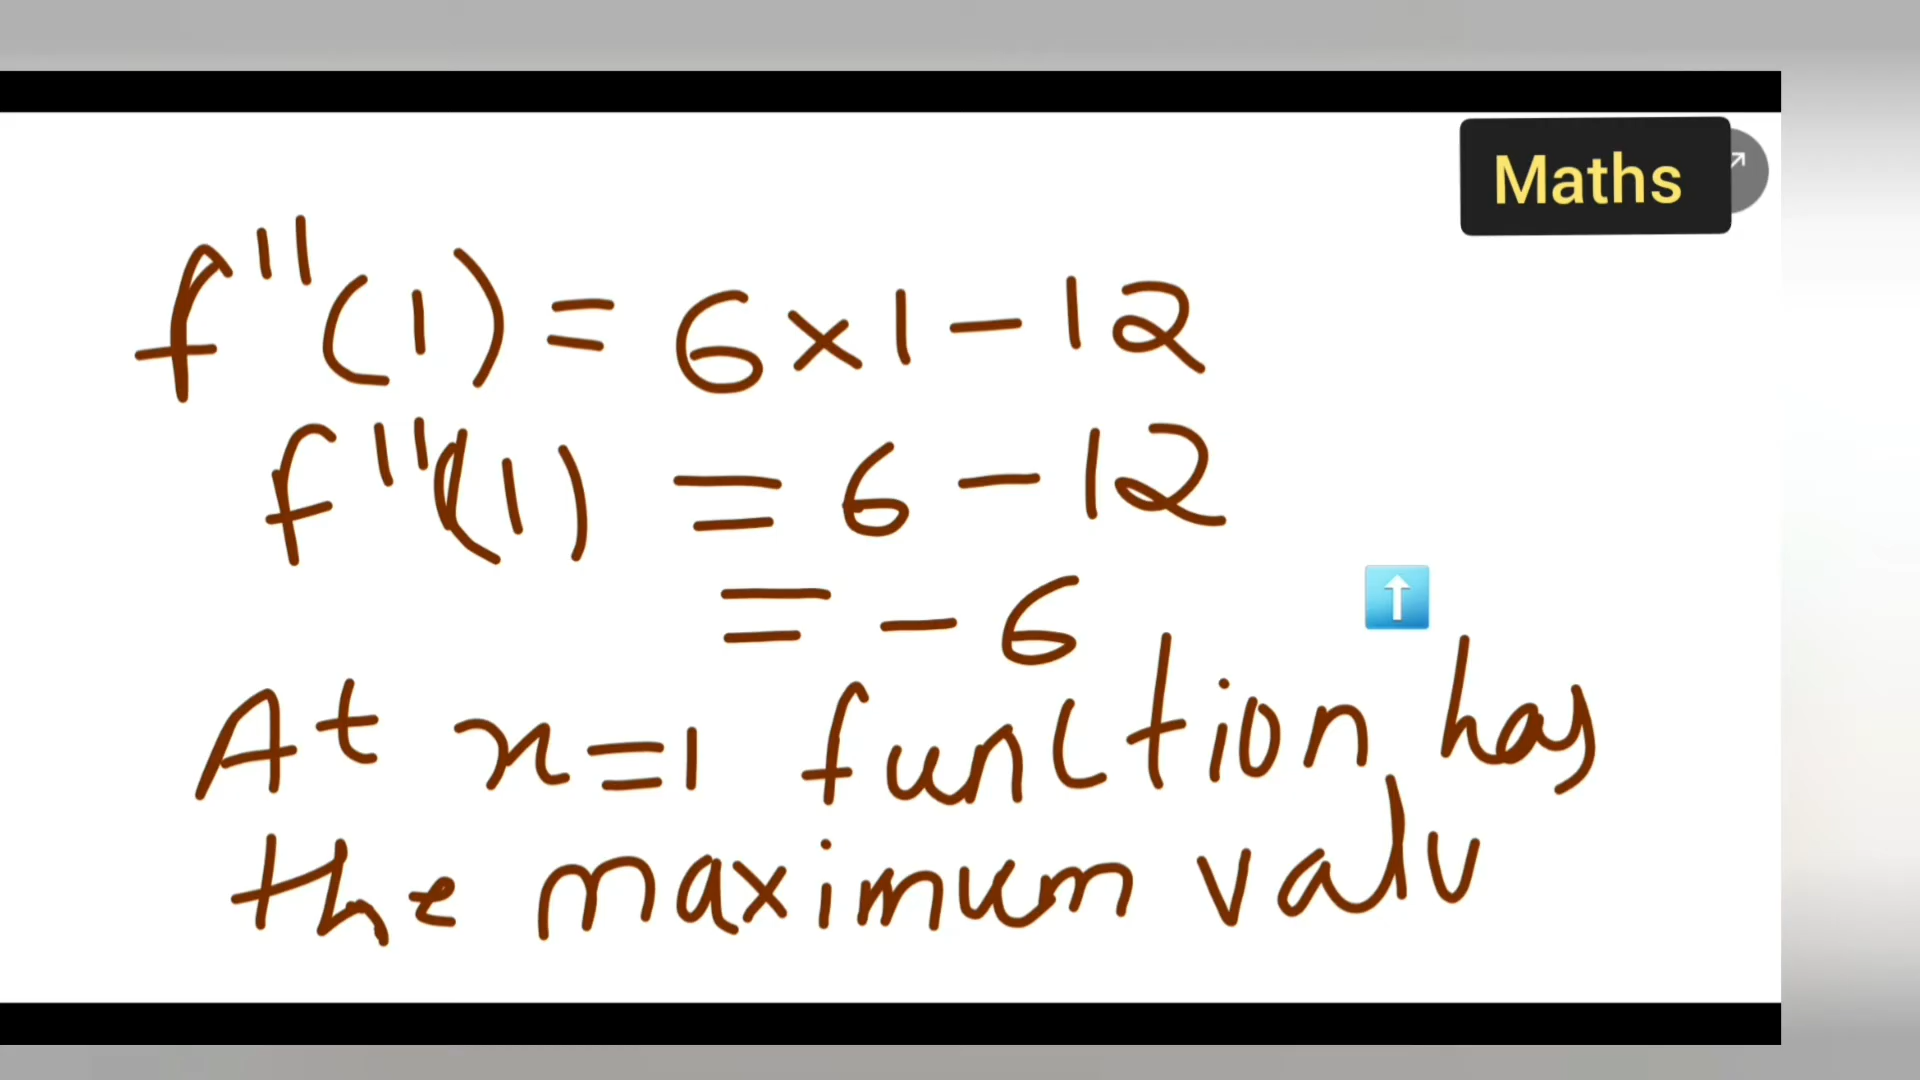 Maths
f''(1) = 6×1-12
f''(1) = 6-12
= -6
At x=1 function has
the maximum valu